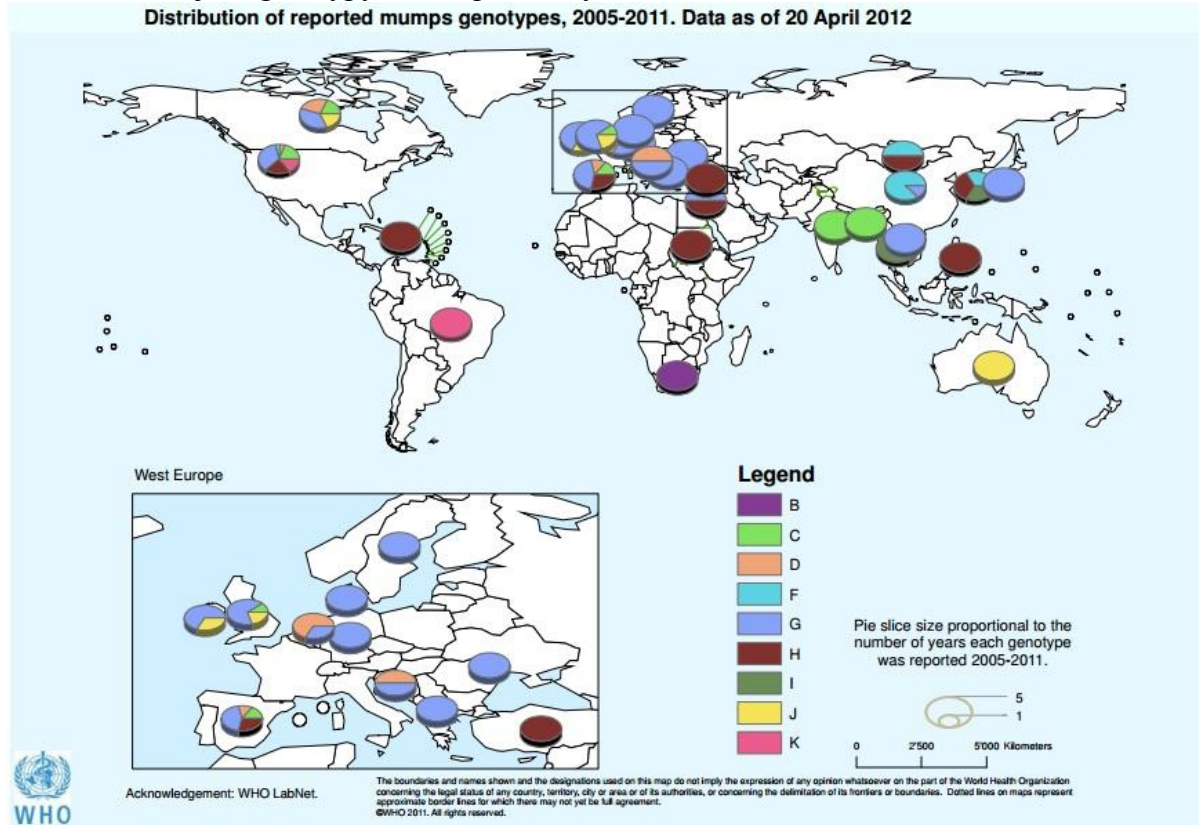 Distribution of reported mumps genotypes, 2005-2011. Data as of 20 April 2012
West Europe
Legend
B
C
D
F
G
H
I
J
K
Pie slice size proportional to the
number of years each genotype
was reported 2005-2011.
5
1
0 2'500 5'000 Kilometers
Acknowledgement: WHO LabNet.
The boundaries and names shown and the designations used on this map do not imply the expression of any opinion whatsoever on the part of the World Health Organization
concerning the legal status of any country, territory, city or area or of its authorities, or concerning the delimitation of its frontiers or boundaries. Dotted lines on maps represent
approximate border lines for which there may not yet be full agreement.
©WHO 2011. All rights reserved.
WHO